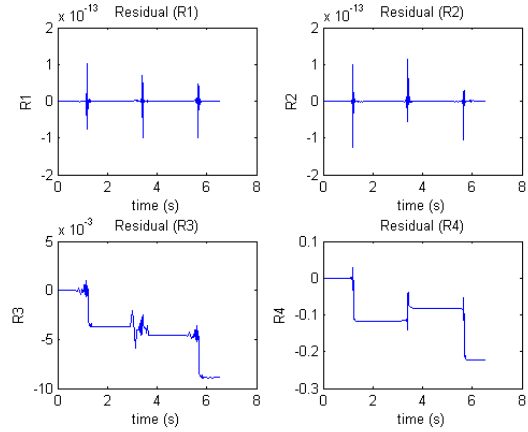 x 10^-13 Residual (R1)
2
1
0
-1
-2
R1
0 2 4 6 8
time (s)
x 10^-13 Residual (R2)
2
1
0
-1
-2
R2
0 2 4 6 8
time (s)
x 10^-3 Residual (R3)
5
0
-5
-10
R3
0 2 4 6 8
time (s)
Residual (R4)
0.1
0
-0.1
-0.2
-0.3
R4
0 2 4 6 8
time (s)